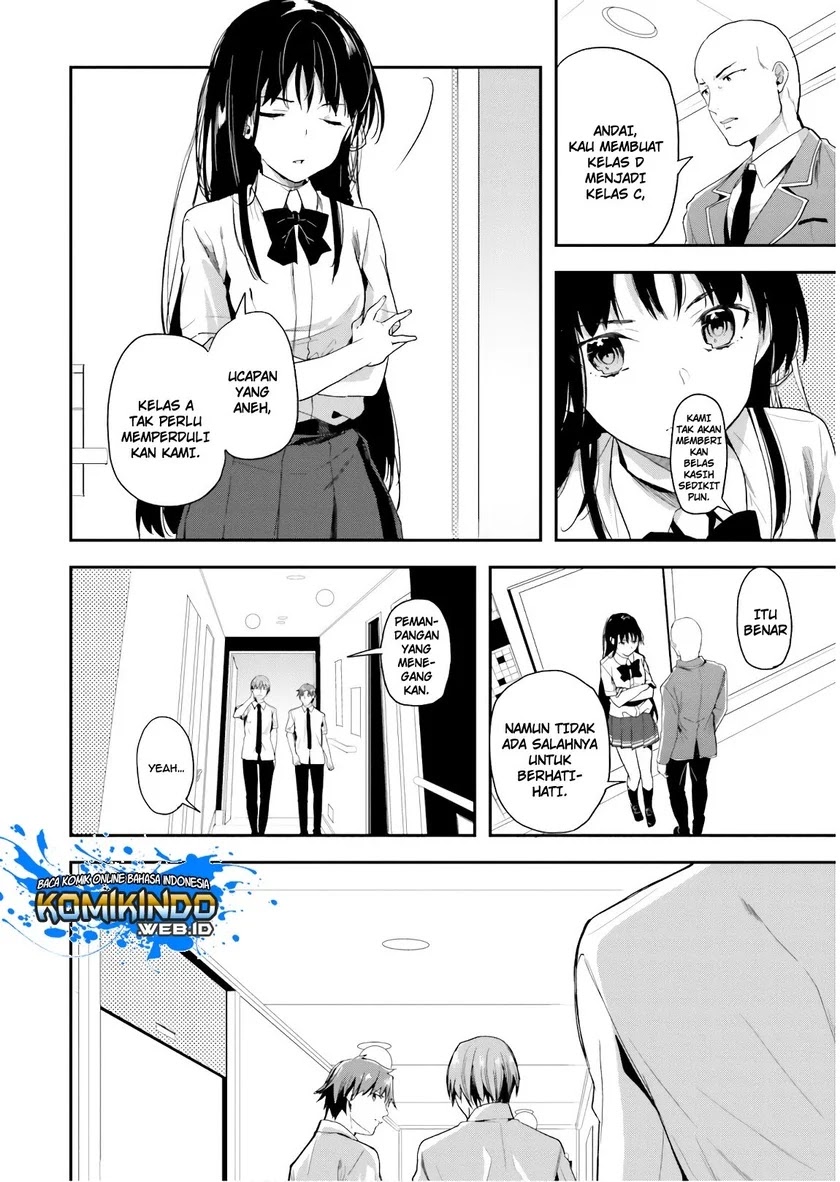 ANDAI,
KAU MEMBUAT
KELAS D
MENJADI
KELAS C,
KAMI
TAK AKAN
MEMBERI
KAN
BELAS
KASIH
SEDIKIT
PUN.
UCAPAN
YANG
ANEH,
KELAS A
TAK PERLU
MEMPERDULI
KAN KAMI.
ITU
BENAR
NAMUN TIDAK
ADA SALAHNYA
UNTUK
BERHATI-
HATI.
PEMAN-
DANGAN
YANG
MENE-
GANG
KAN.
YEAH...
BACA KOMIK ONLINE BAHASA INDONESIA
KOMIKINDO
WEB.ID